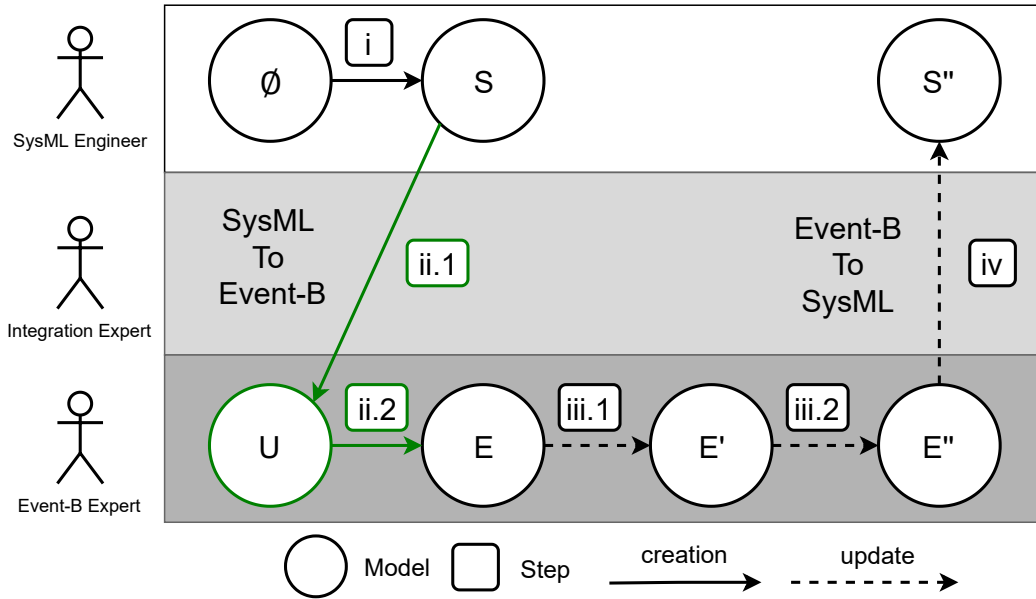 i
∅
S
S"
SysML Engineer
SysML
To
Event-B
ii.1
Event-B
To
SysML
iv
Integration Expert
ii.2
iii.1
iii.2
U
E
E'
E"
Event-B Expert
Model
Step
creation
update